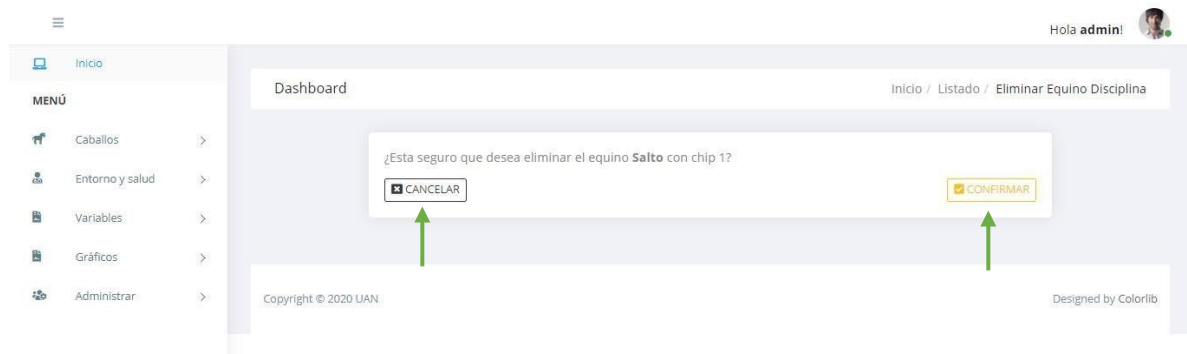 Hola admin!
Inicio
Dashboard
Inicio / Listado / Eliminar Equino Disciplina
MENÚ
Caballos
¿Esta seguro que desea eliminar el equino Salto con chip 1?
Entorno y salud
CANCELAR
CONFIRMAR
Variables
Gráficos
Administrar
Copyright © 2020 UAN
Designed by Colorlib